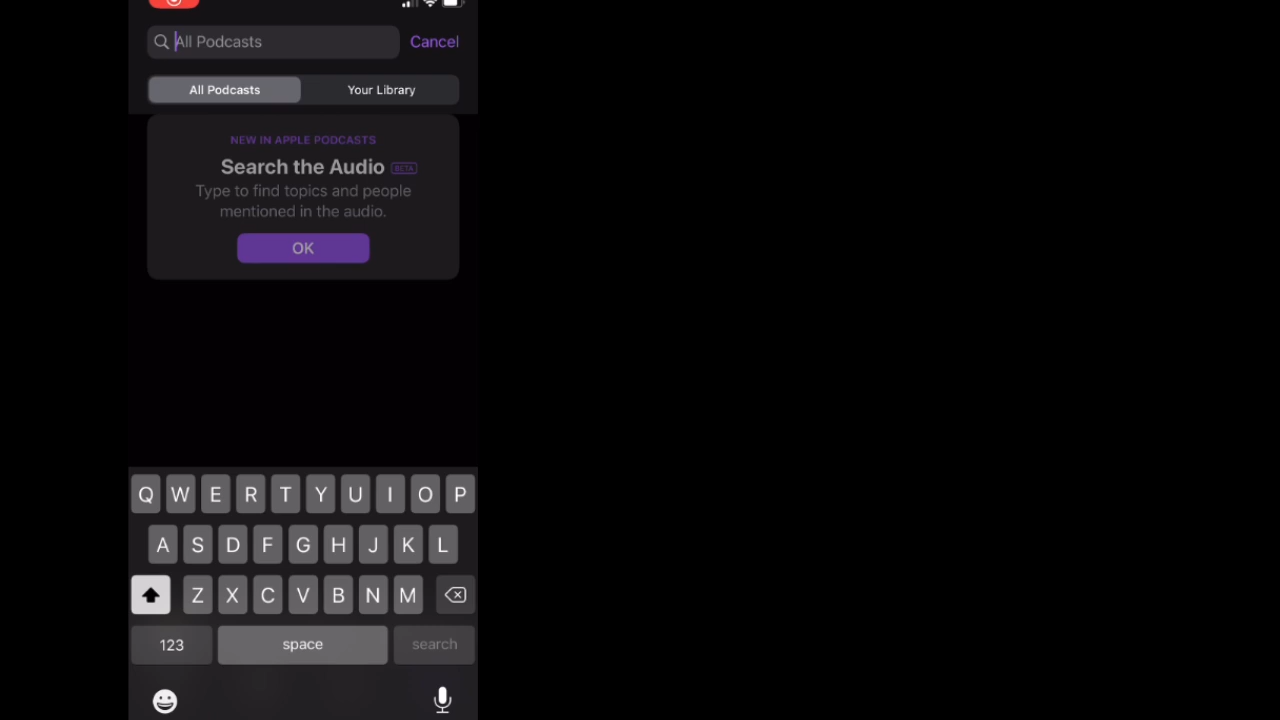 All Podcasts Cancel
All Podcasts Your Library
NEW IN APPLE PODCASTS
Search the Audio BETA
Type to find topics and people
mentioned in the audio.
OK
Q W E R T Y U I O P
A S D F G H J K L
Z X C V B N M
123 space search